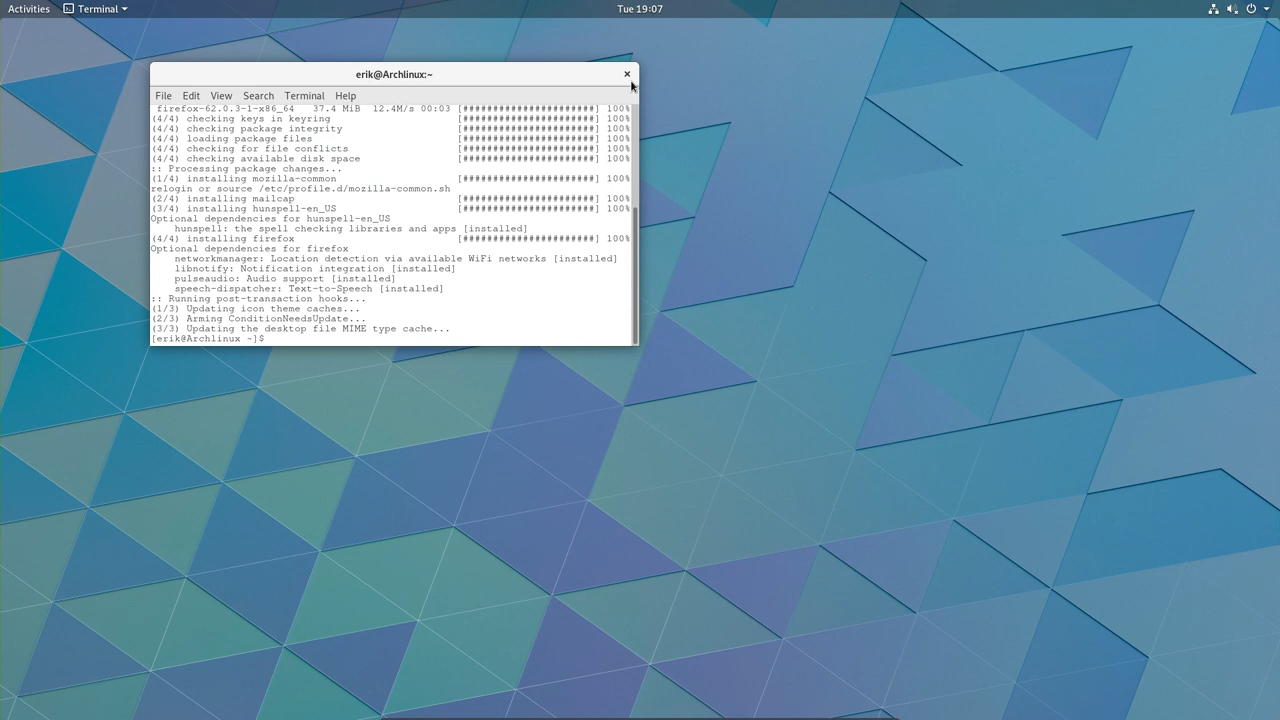 Activities Terminal Tue 19:07
erik@Archlinux:~ ×
File Edit View Search Terminal Help
firefox-62.0.3-1-x86_64 37.4 MiB 12.4M/s 00:03 [######################] 100%
(4/4) checking keys in keyring [######################] 100%
(4/4) checking package integrity [######################] 100%
(4/4) loading package files [######################] 100%
(4/4) checking for file conflicts [######################] 100%
(4/4) checking available disk space [######################] 100%
:: Processing package changes...
(1/4) installing mozilla-common [######################] 100%
relogin or source /etc/profile.d/mozilla-common.sh
(2/4) installing mailcap [######################] 100%
(3/4) installing hunspell-en_US [######################] 100%
Optional dependencies for hunspell-en_US
hunspell: the spell checking libraries and apps [installed]
(4/4) installing firefox [######################] 100%
Optional dependencies for firefox
networkmanager: Location detection via available WiFi networks [installed]
libnotify: Notification integration [installed]
pulseaudio: Audio support [installed]
speech-dispatcher: Text-to-Speech [installed]
:: Running post-transaction hooks...
(1/3) Updating icon theme caches...
(2/3) Arming ConditionNeedsUpdate...
(3/3) Updating the desktop file MIME type cache...
[erik@Archlinux ~]$